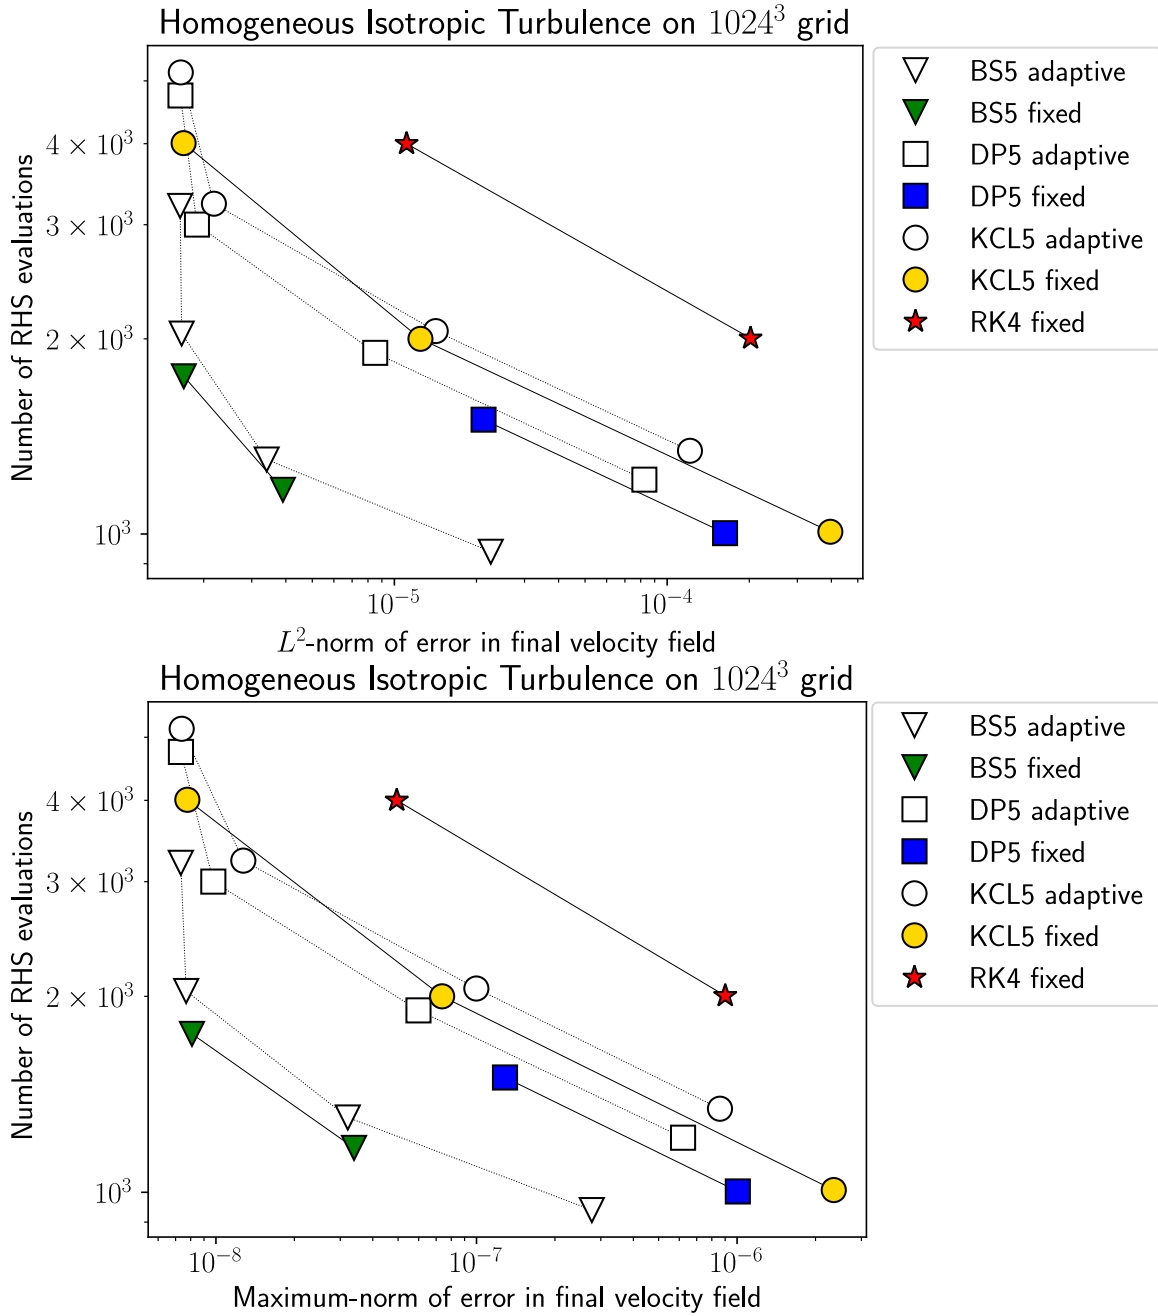 Homogeneous Isotropic Turbulence on 1024³ grid
Number of RHS evaluations
4 × 10³
3 × 10³
2 × 10³
10³
10⁻⁵
10⁻⁴
L²-norm of error in final velocity field
BS5 adaptive
BS5 fixed
DP5 adaptive
DP5 fixed
KCL5 adaptive
KCL5 fixed
RK4 fixed
Homogeneous Isotropic Turbulence on 1024³ grid
Number of RHS evaluations
4 × 10³
3 × 10³
2 × 10³
10³
10⁻⁸
10⁻⁷
10⁻⁶
Maximum-norm of error in final velocity field
BS5 adaptive
BS5 fixed
DP5 adaptive
DP5 fixed
KCL5 adaptive
KCL5 fixed
RK4 fixed